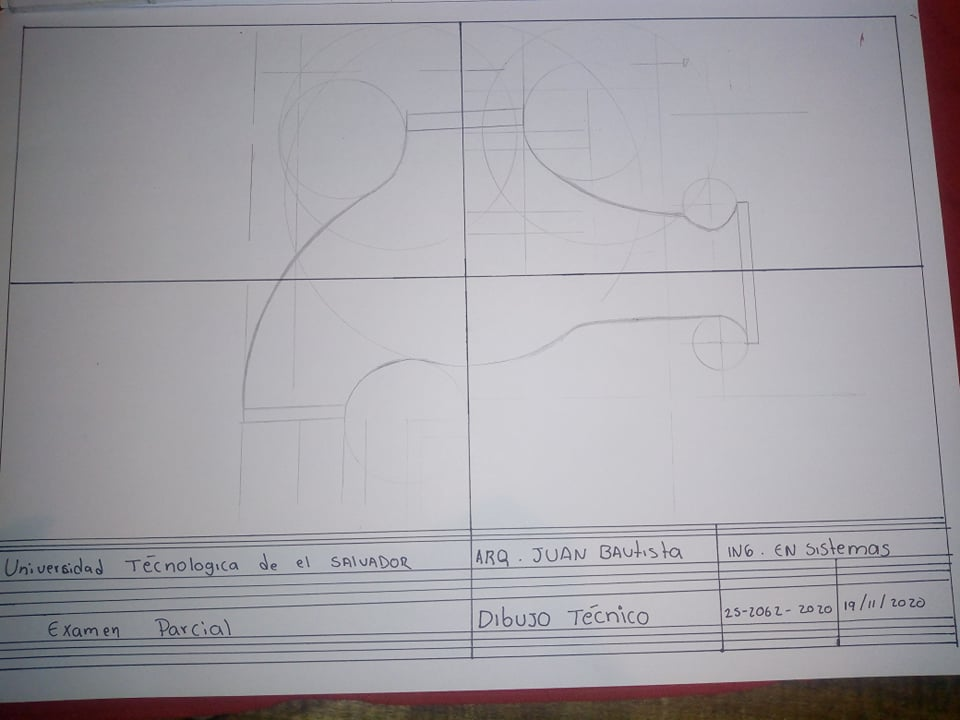 Universidad Técnologica de el SALVADOR
ARQ. JUAN BAutista
ING. EN Sistemas
Examen Parcial
Dibujo Técnico
25-2062-2020
19/11/2020